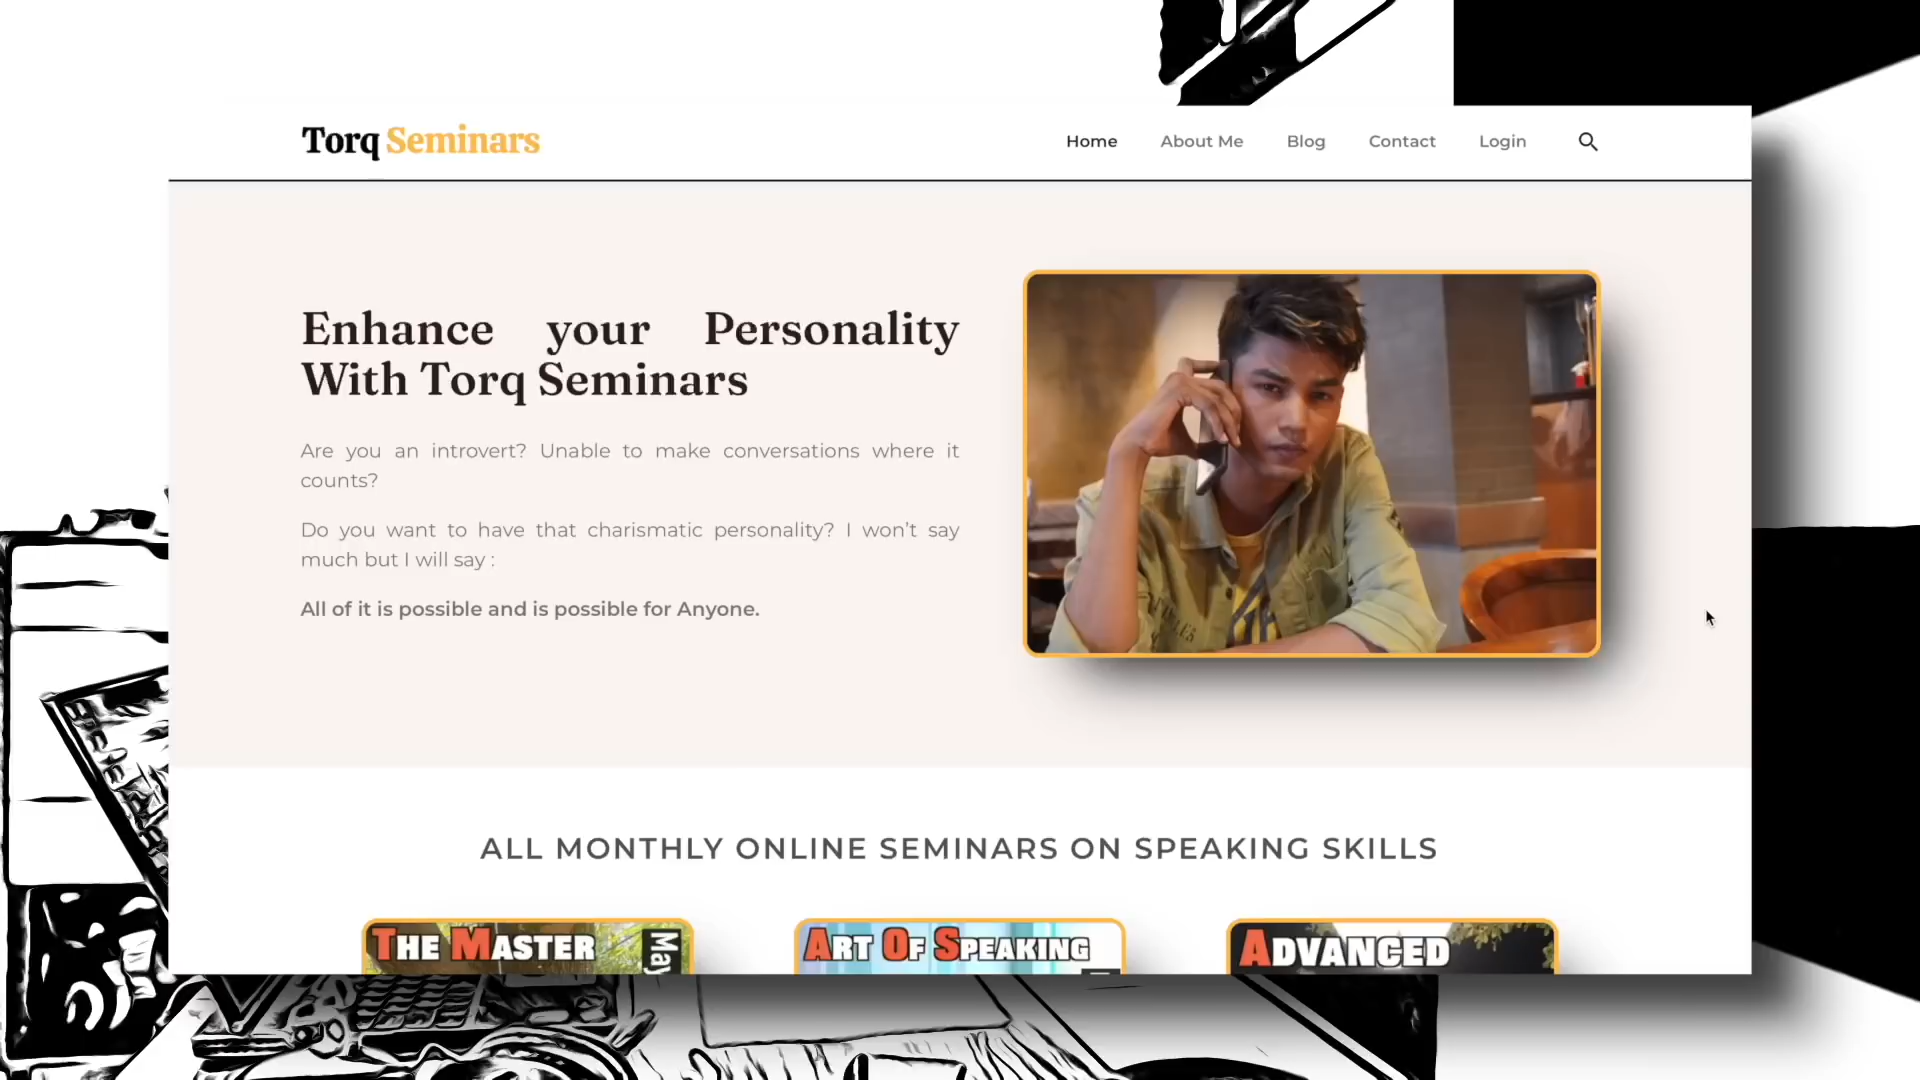 Torq Seminars
Home About Me Blog Contact Login
Enhance your Personality
With Torq Seminars
Are you an introvert? Unable to make conversations where it
counts?
Do you want to have that charismatic personality? I won’t say
much but I will say :
All of it is possible and is possible for Anyone.
ALL MONTHLY ONLINE SEMINARS ON SPEAKING SKILLS
THE MASTER
May
ART OF SPEAKING
ADVANCED